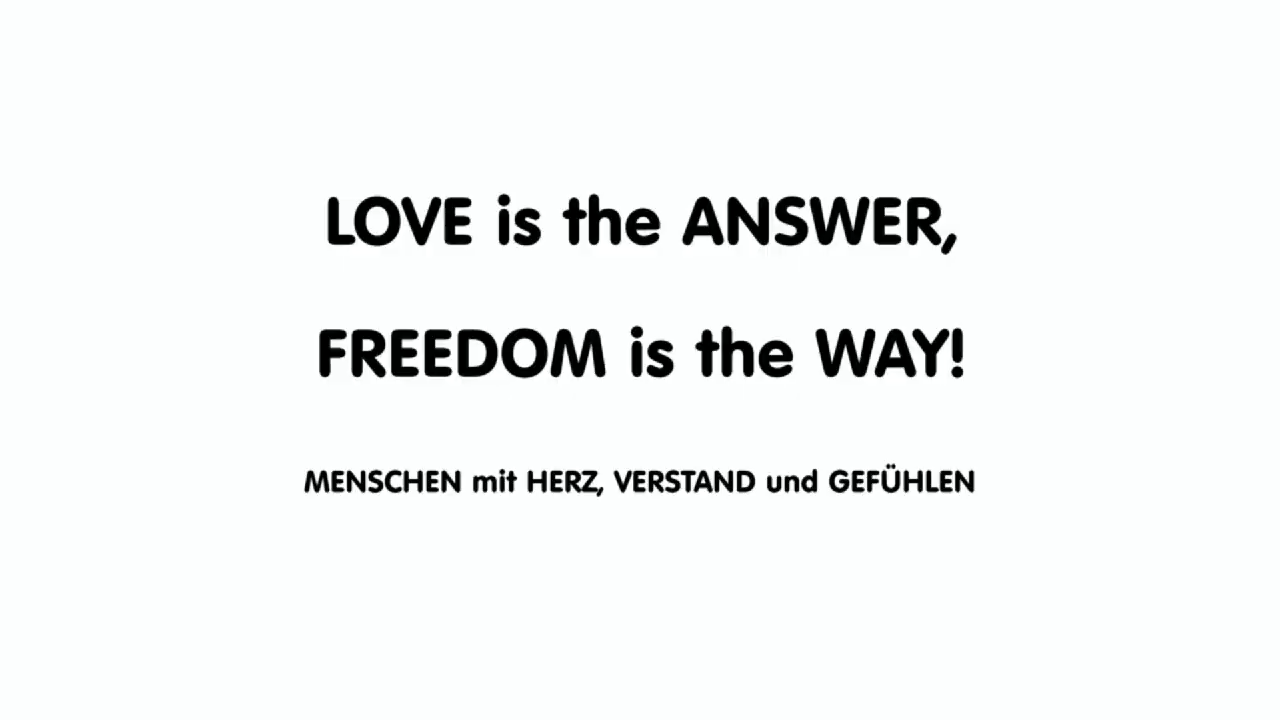 LOVE is the ANSWER,
FREEDOM is the WAY!
MENSCHEN mit HERZ, VERSTAND und GEFÜHLEN